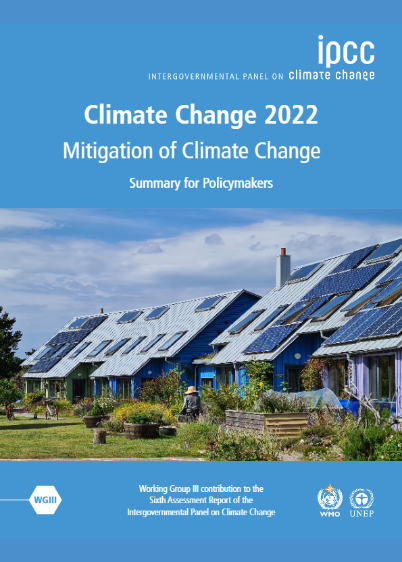 ipcc
INTERGOVERNMENTAL PANEL ON climate change
Climate Change 2022
Mitigation of Climate Change
Summary for Policymakers
WGIII
Working Group III contribution to the
Sixth Assessment Report of the
Intergovernmental Panel on Climate Change
WMO
UNEP